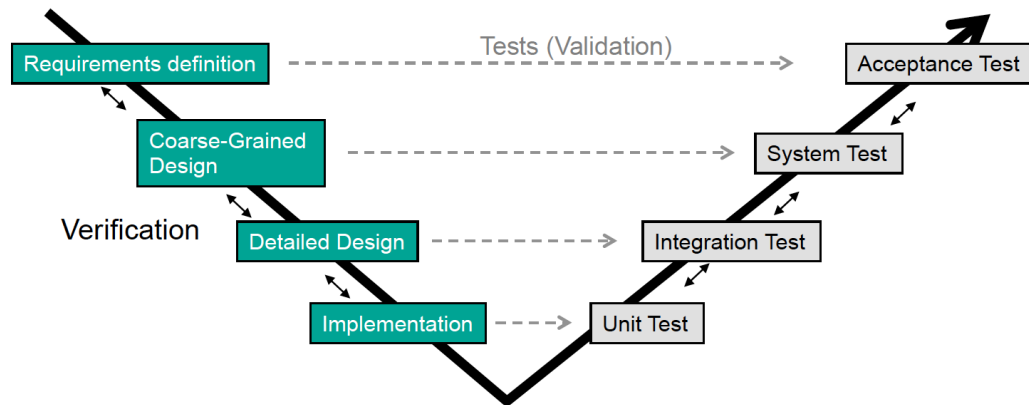 Tests (Validation)
Requirements definition
Acceptance Test
Coarse-Grained
Design
System Test
Verification
Detailed Design
Integration Test
Implementation
Unit Test